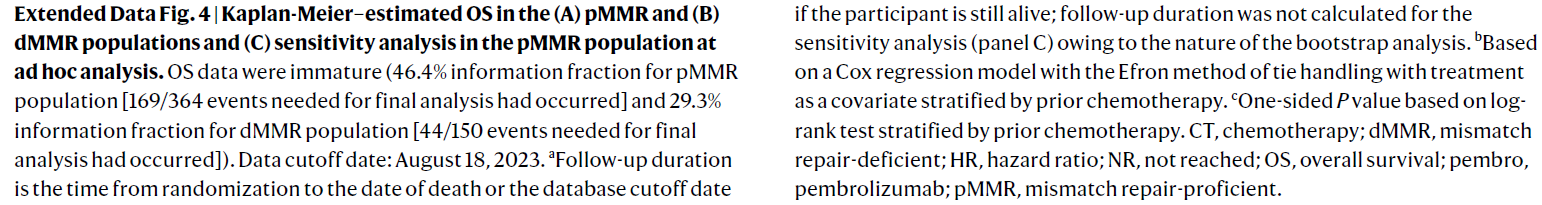 Extended Data Fig. 4 | Kaplan-Meier–estimated OS in the (A) pMMR and (B)
dMMR populations and (C) sensitivity analysis in the pMMR population at
ad hoc analysis. OS data were immature (46.4% information fraction for pMMR
population [169/364 events needed for final analysis had occurred] and 29.3%
information fraction for dMMR population [44/150 events needed for final
analysis had occurred]). Data cutoff date: August 18, 2023. ᵃFollow-up duration
is the time from randomization to the date of death or the database cutoff date
if the participant is still alive; follow-up duration was not calculated for the
sensitivity analysis (panel C) owing to the nature of the bootstrap analysis. ᵇBased
on a Cox regression model with the Efron method of tie handling with treatment
as a covariate stratified by prior chemotherapy. ᶜOne-sided P value based on log-
rank test stratified by prior chemotherapy. CT, chemotherapy; dMMR, mismatch
repair-deficient; HR, hazard ratio; NR, not reached; OS, overall survival; pembro,
pembrolizumab; pMMR, mismatch repair-proficient.